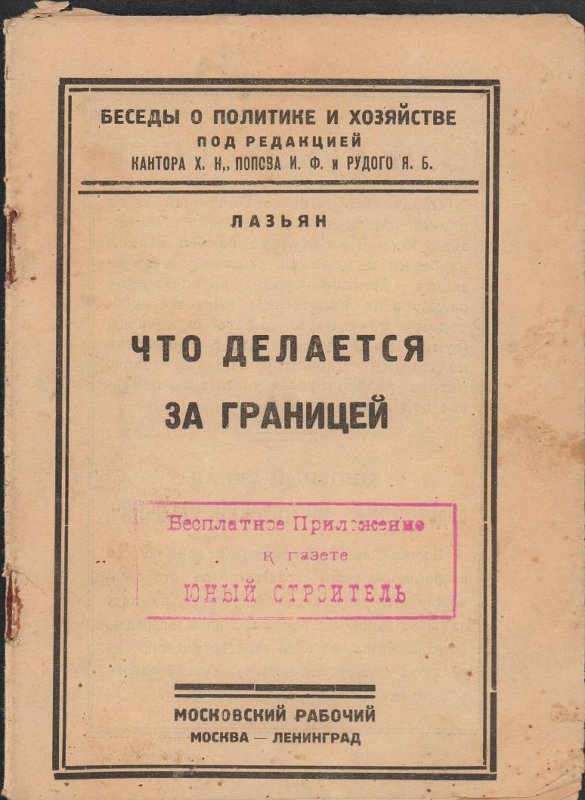 БЕСЕДЫ О ПОЛИТИКЕ И ХОЗЯЙСТВЕ
ПОД РЕДАКЦИЕЙ
КАНТОРА Х. Н., ПОПОВА И. Ф. и РУДОГО Я. Б.
ЛАЗЬЯН
ЧТО ДЕЛАЕТСЯ
ЗА ГРАНИЦЕЙ
Бесплатное Приложение
к газете
ЮНЫЙ СТРОИТЕЛЬ
МОСКОВСКИЙ РАБОЧИЙ
МОСКВА — ЛЕНИНГРАД